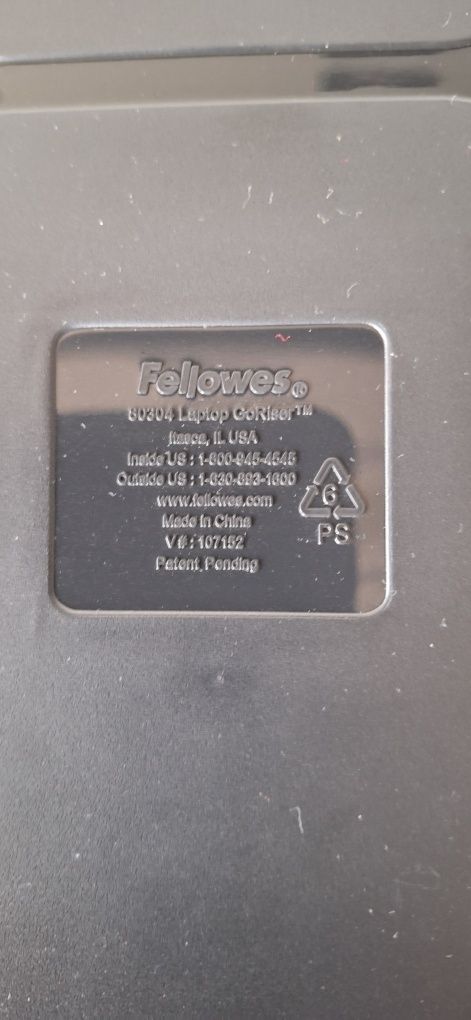 Fellowes®
80304 Laptop GoRiser™
Itasca, IL USA
Inside US : 1-800-945-4545
Outside US : 1-630-893-1600
www.fellowes.com
Made in China
V # : 107152
Patent Pending
6
PS